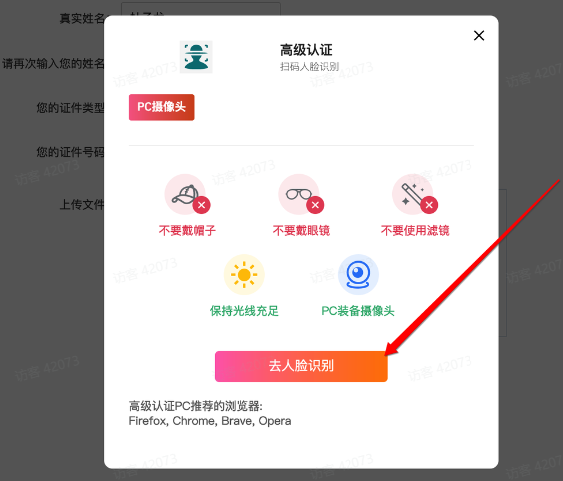 真实姓名
高级认证
扫码人脸识别
请再次输入您的姓名
PC摄像头
您的证件类型
您的证件号码
上传文件
不要戴帽子
不要戴眼镜
不要使用滤镜
保持光线充足
PC装备摄像头
去人脸识别
高级认证PC推荐的浏览器:
Firefox, Chrome, Brave, Opera
访客 42073